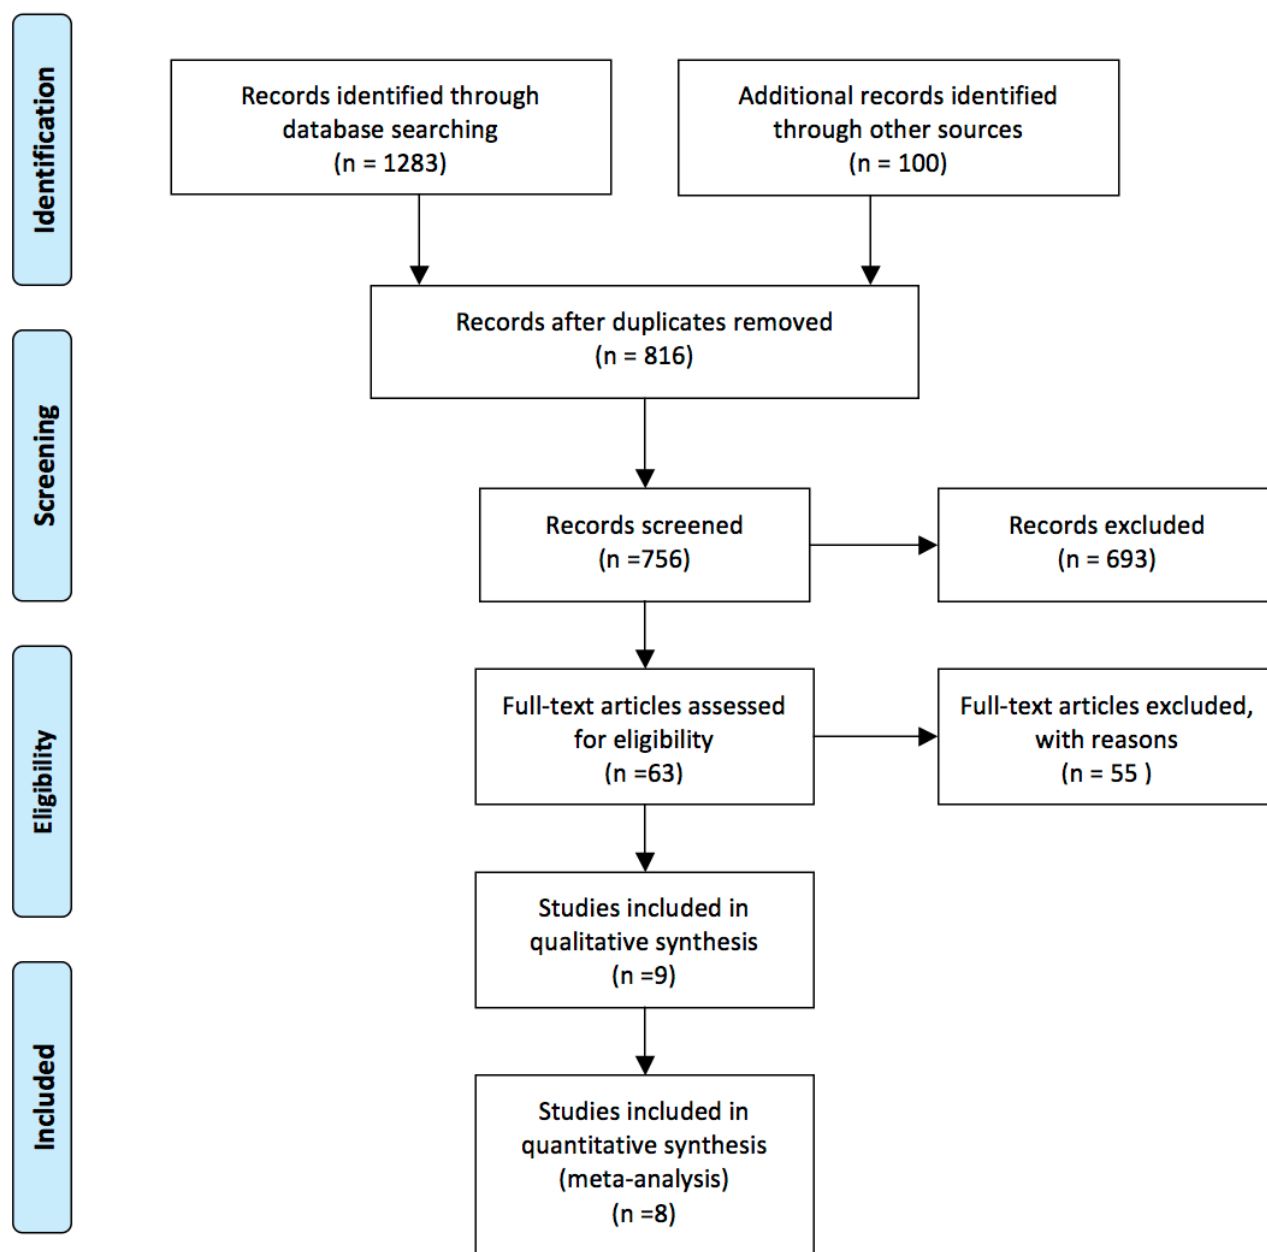 Identification
Records identified through
database searching
(n = 1283)
Additional records identified
through other sources
(n = 100)
Records after duplicates removed
(n = 816)
Screening
Records screened
(n =756)
Records excluded
(n = 693)
Eligibility
Full-text articles assessed
for eligibility
(n =63)
Full-text articles excluded,
with reasons
(n = 55 )
Studies included in
qualitative synthesis
(n =9)
Included
Studies included in
quantitative synthesis
(meta-analysis)
(n =8)